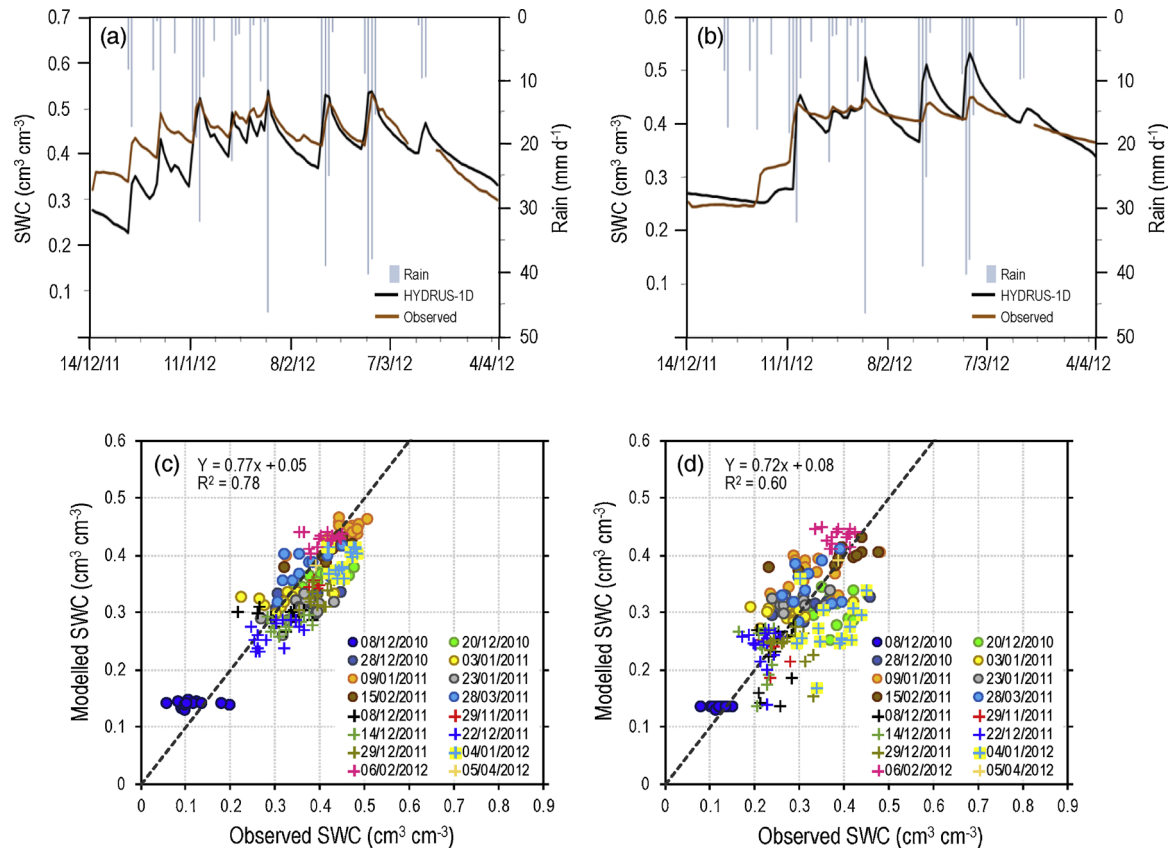 (a)
SWC (cm³ cm⁻³)
0.7
0.6
0.5
0.4
0.3
0.2
0.1
0
10
20
30
40
50
Rain (mm d⁻¹)
Rain
HYDRUS-1D
Observed
14/12/11
11/1/12
8/2/12
7/3/12
4/4/12
(b)
SWC (cm³ cm⁻³)
0.6
0.5
0.4
0.3
0.2
0.1
0
10
20
30
40
50
Rain (mm d⁻¹)
Rain
HYDRUS-1D
Observed
14/12/11
11/1/12
8/2/12
7/3/12
4/4/12
(c)
Y = 0.77x + 0.05
R² = 0.78
Modelled SWC (cm³ cm⁻³)
0.6
0.5
0.4
0.3
0.2
0.1
0
08/12/2010 20/12/2010
28/12/2010 03/01/2011
09/01/2011 23/01/2011
15/02/2011 28/03/2011
08/12/2011 29/11/2011
14/12/2011 22/12/2011
29/12/2011 04/01/2012
06/02/2012 05/04/2012
0 0.1 0.2 0.3 0.4 0.5 0.6 0.7 0.8 0.9
Observed SWC (cm³ cm⁻³)
(d)
Y = 0.72x + 0.08
R² = 0.60
Modelled SWC (cm³ cm⁻³)
0.6
0.5
0.4
0.3
0.2
0.1
0
08/12/2010 20/12/2010
28/12/2010 03/01/2011
09/01/2011 23/01/2011
15/02/2011 28/03/2011
08/12/2011 29/11/2011
14/12/2011 22/12/2011
29/12/2011 04/01/2012
06/02/2012 05/04/2012
0 0.1 0.2 0.3 0.4 0.5 0.6 0.7 0.8 0.9
Observed SWC (cm³ cm⁻³)